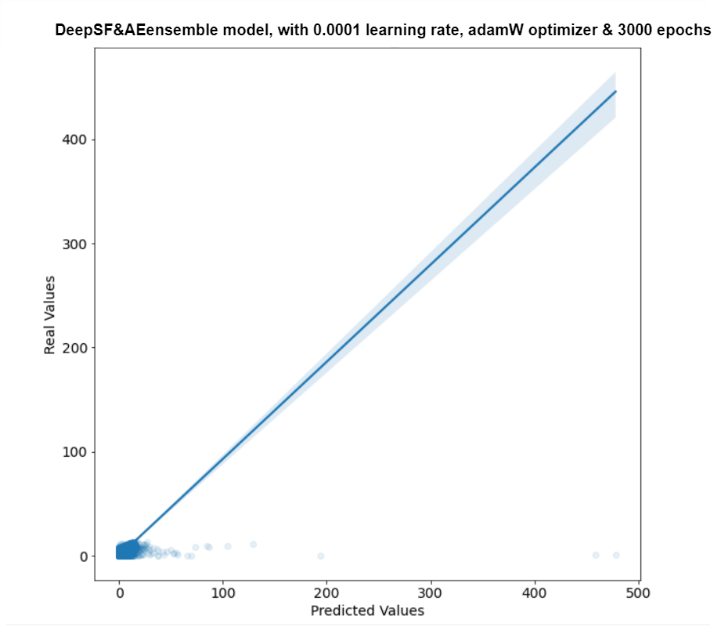 DeepSF&AEensemble model, with 0.0001 learning rate, adamW optimizer & 3000 epochs
400
300
200
100
0
Real Values
0 100 200 300 400 500
Predicted Values